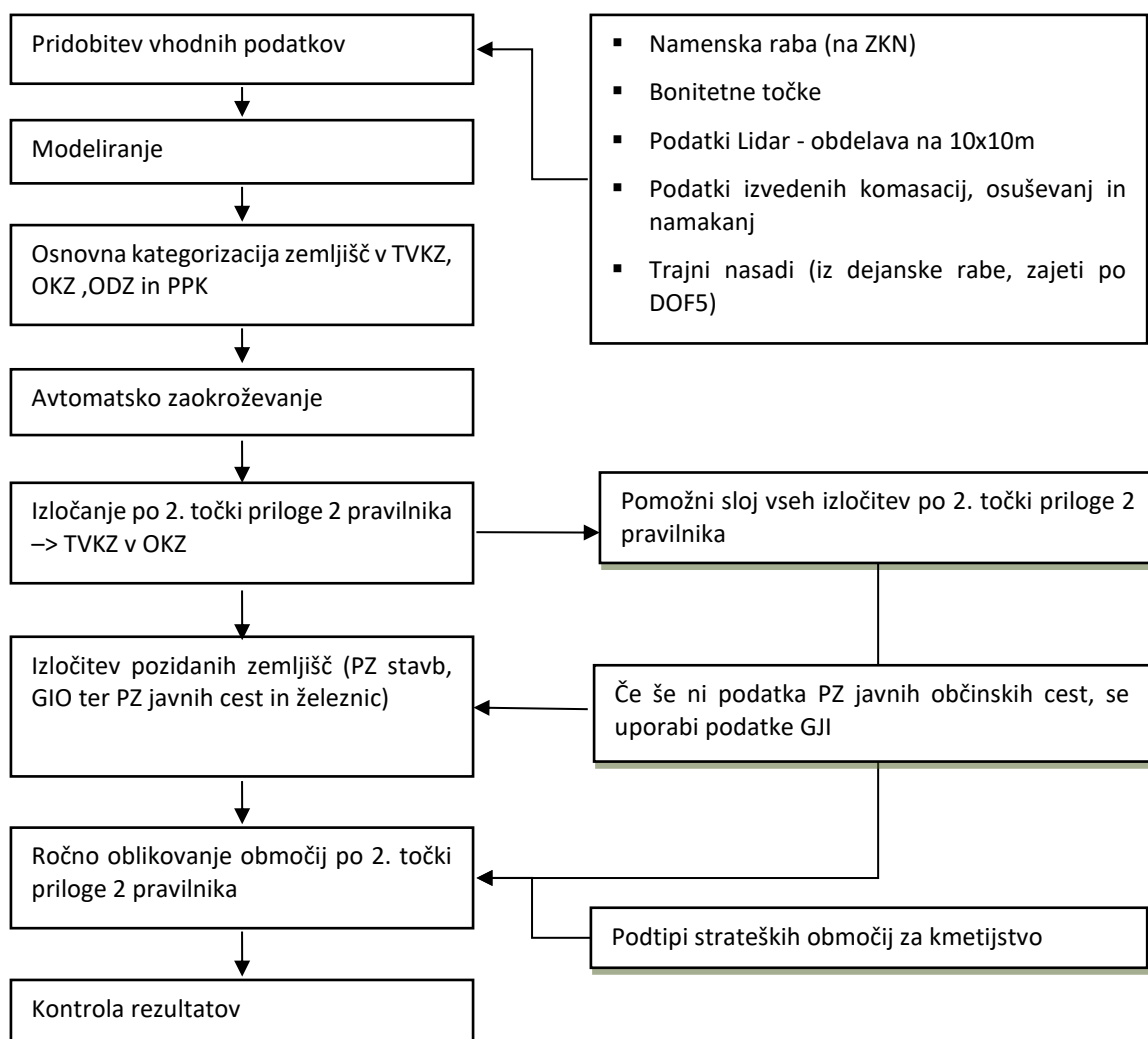 Pridobitev vhodnih podatkov
Modeliranje
Osnovna kategorizacija zemljišč v TVKZ,
OKZ ,ODZ in PPK
Avtomatsko zaokroževanje
Izločanje po 2. točki priloge 2 pravilnika
–> TVKZ v OKZ
Izločitev pozidanih zemljišč (PZ stavb,
GIO ter PZ javnih cest in železnic)
Ročno oblikovanje območij po 2. točki
priloge 2 pravilnika
Kontrola rezultatov
▪ Namenska raba (na ZKN)
▪ Bonitetne točke
▪ Podatki Lidar - obdelava na 10x10m
▪ Podatki izvedenih komasacij, osuševanj in
namakanj
▪ Trajni nasadi (iz dejanske rabe, zajeti po
DOF5)
Pomožni sloj vseh izločitev po 2. točki priloge 2
pravilnika
Če še ni podatka PZ javnih občinskih cest, se
uporabi podatke GJI
Podtipi strateških območij za kmetijstvo